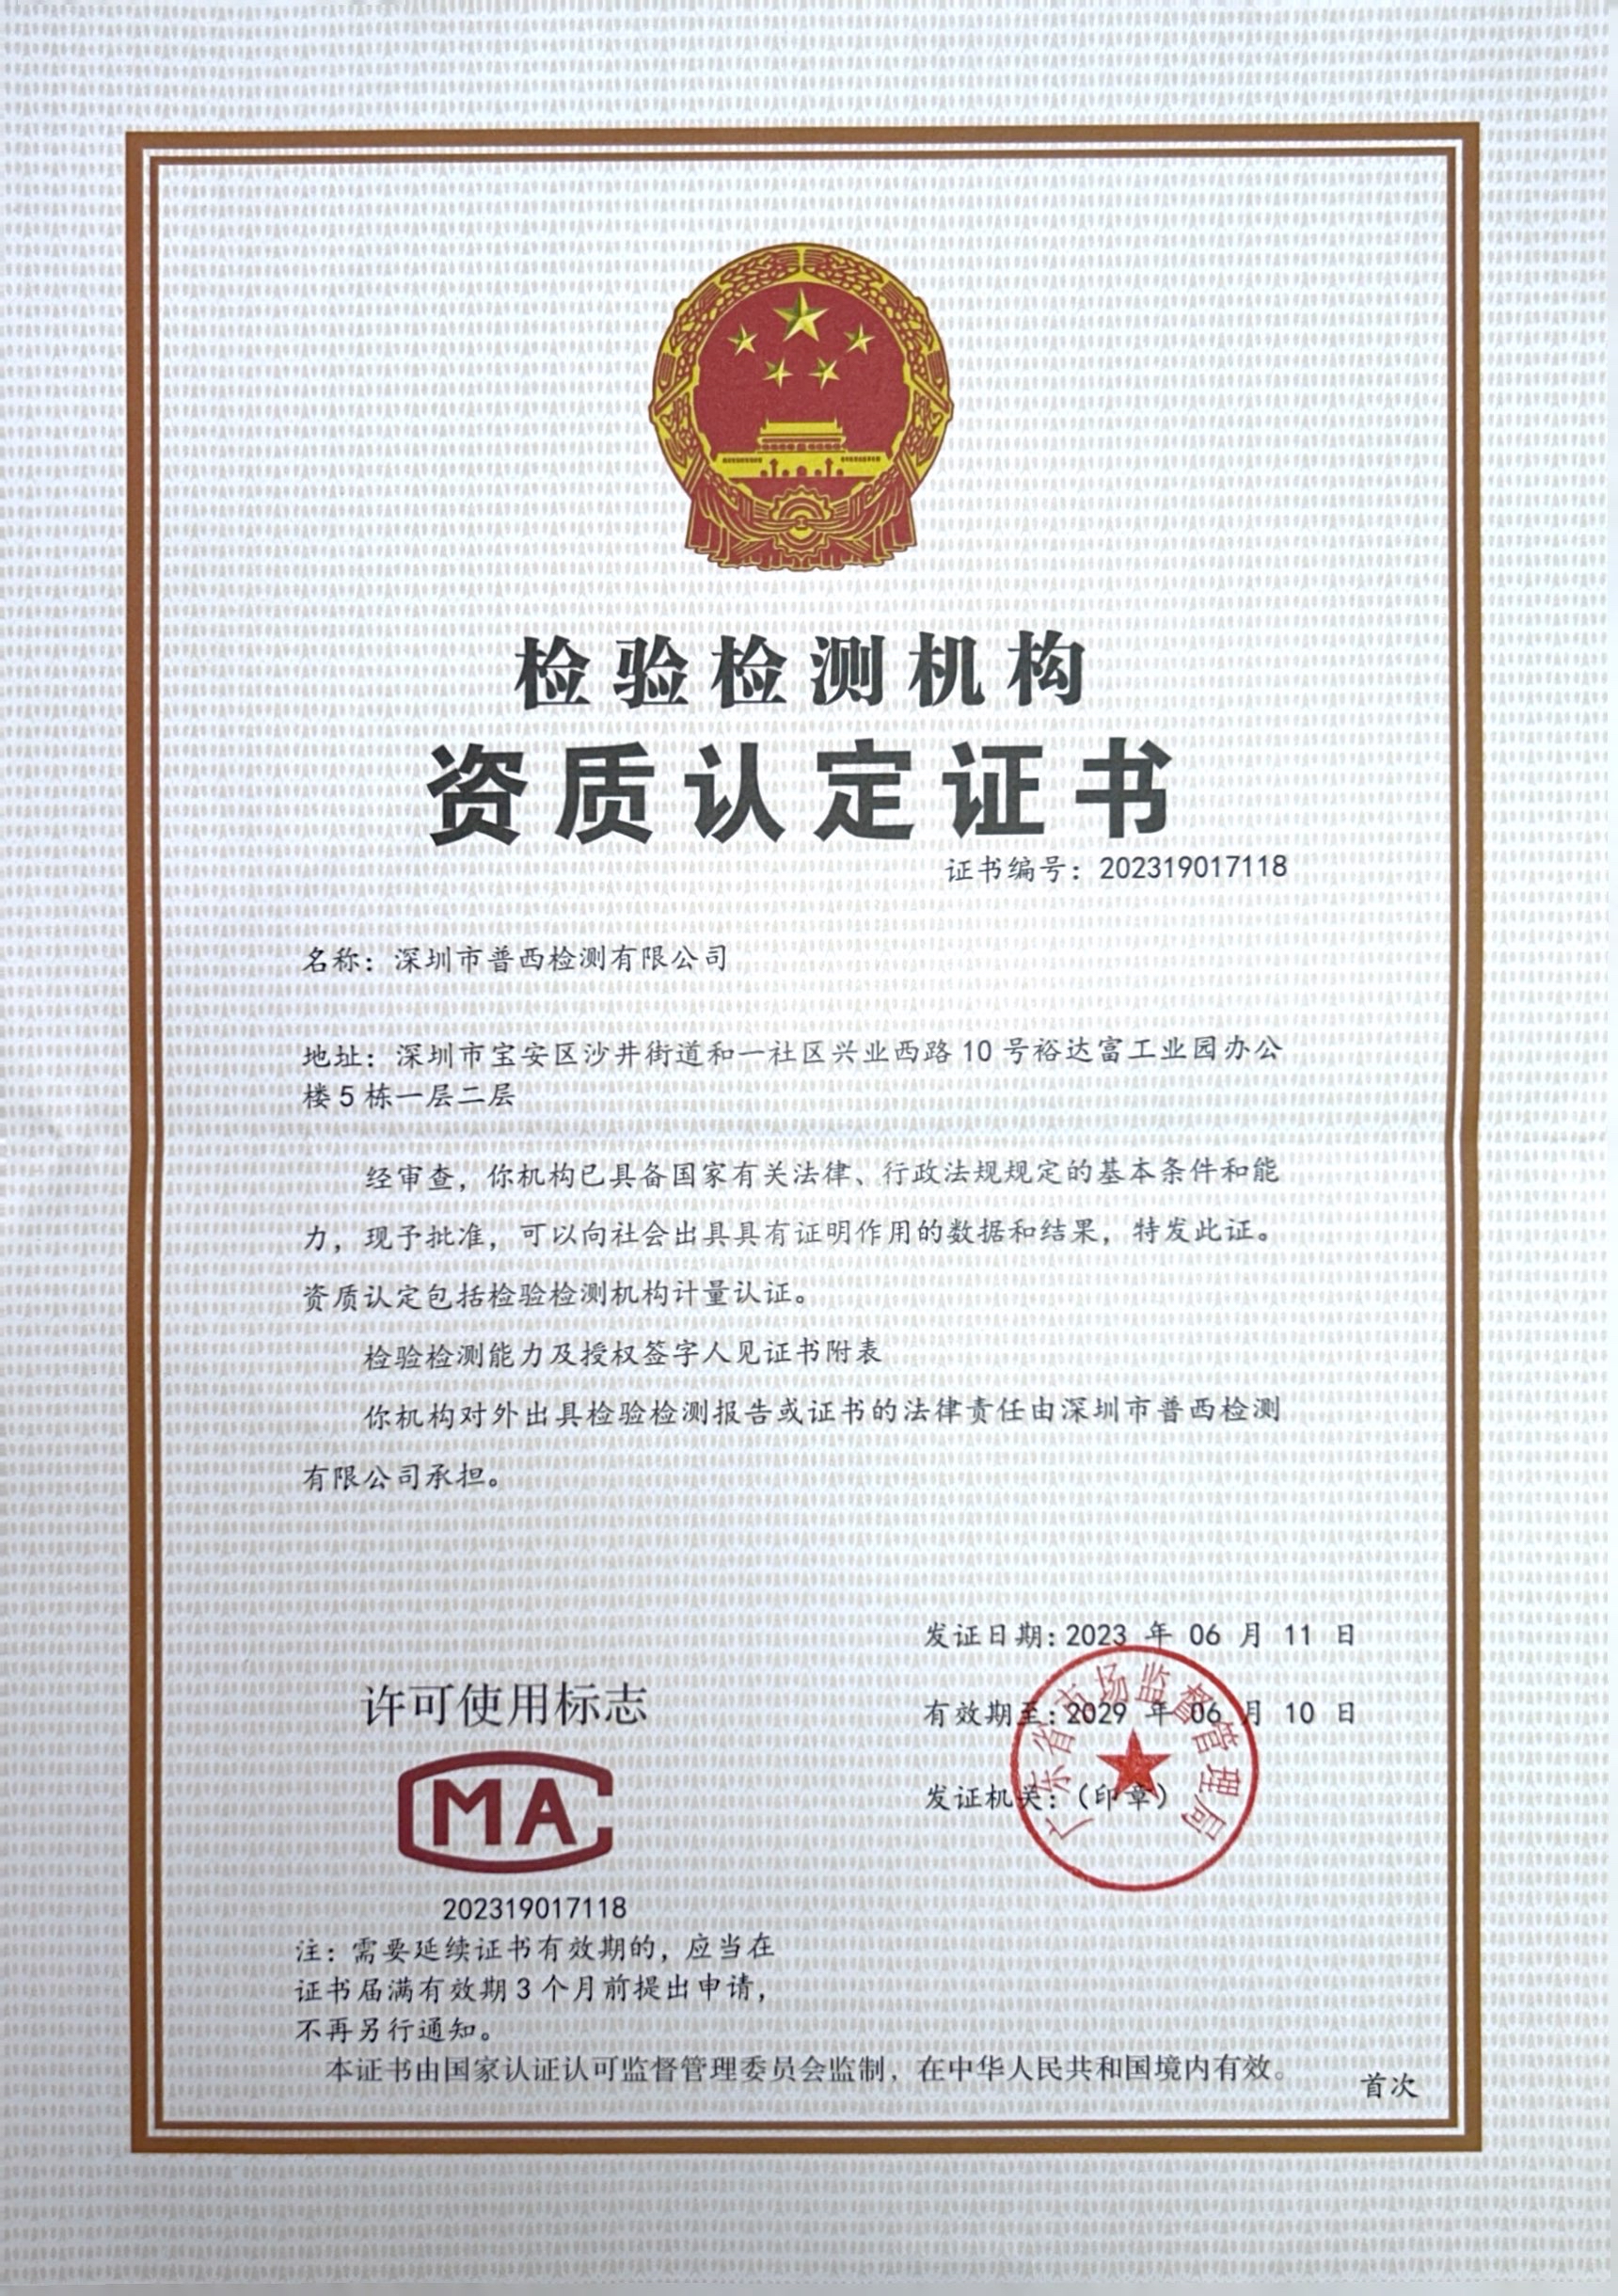 检验检测机构
资质认定证书
证书编号：202319017118
名称：深圳市普西检测有限公司
地址：深圳市宝安区沙井街道和一社区兴业西路 10 号裕达富工业园办公
楼 5 栋一层二层
经审查，你机构已具备国家有关法律、行政法规规定的基本条件和能
力，现予批准，可以向社会出具具有证明作用的数据和结果，特发此证。
资质认定包括检验检测机构计量认证。
检验检测能力及授权签字人见证书附表
你机构对外出具检验检测报告或证书的法律责任由深圳市普西检测
有限公司承担。
发证日期：2023 年 06 月 11 日
有效期至：2029 年 06 月 10 日
发证机关：（印章）
广东省市场监督管理局
许可使用标志
MA
202319017118
注：需要延续证书有效期的，应当在
证书届满有效期 3 个月前提出申请，
不再另行通知。
本证书由国家认证认可监督管理委员会监制，在中华人民共和国境内有效。
首次